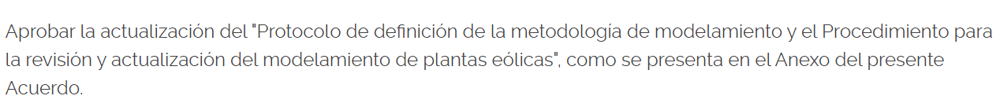 Aprobar la actualización del "Protocolo de definición de la metodología de modelamiento y el Procedimiento para
la revisión y actualización del modelamiento de plantas eólicas", como se presenta en el Anexo del presente
Acuerdo.